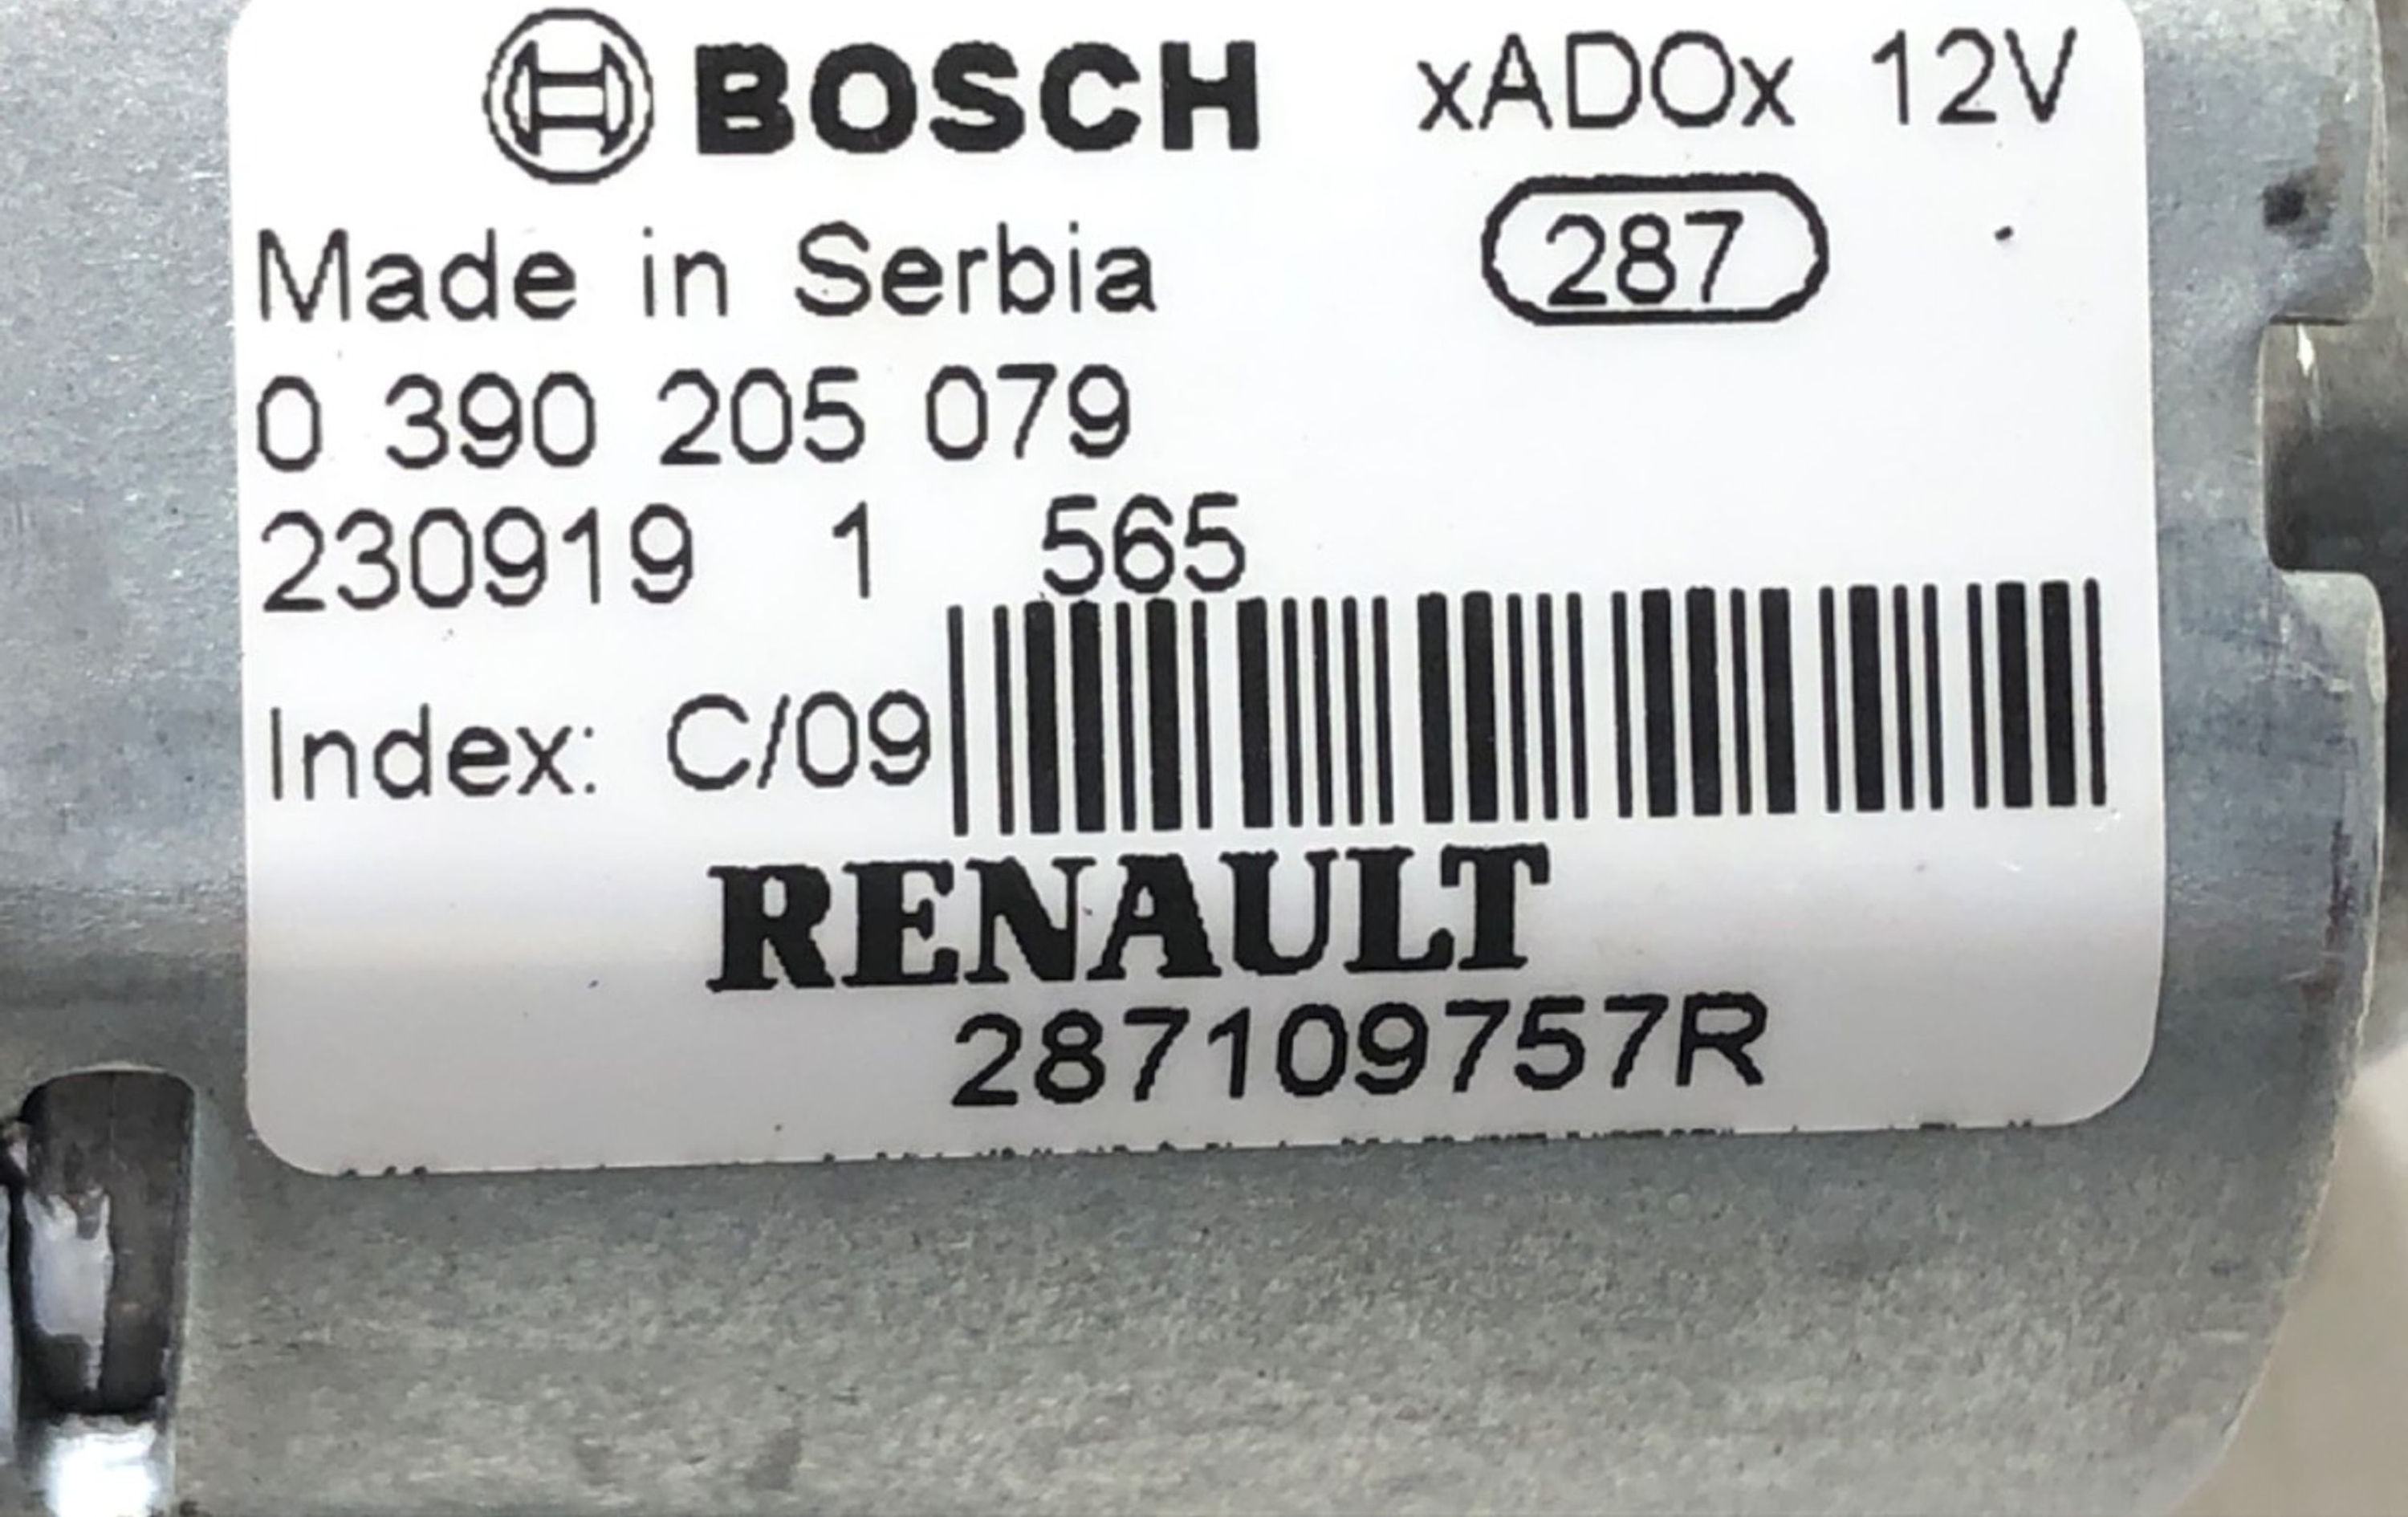 BOSCH xADOx 12V
Made in Serbia 287
0 390 205 079
230919 1 565
Index: C/09
RENAULT
287109757R